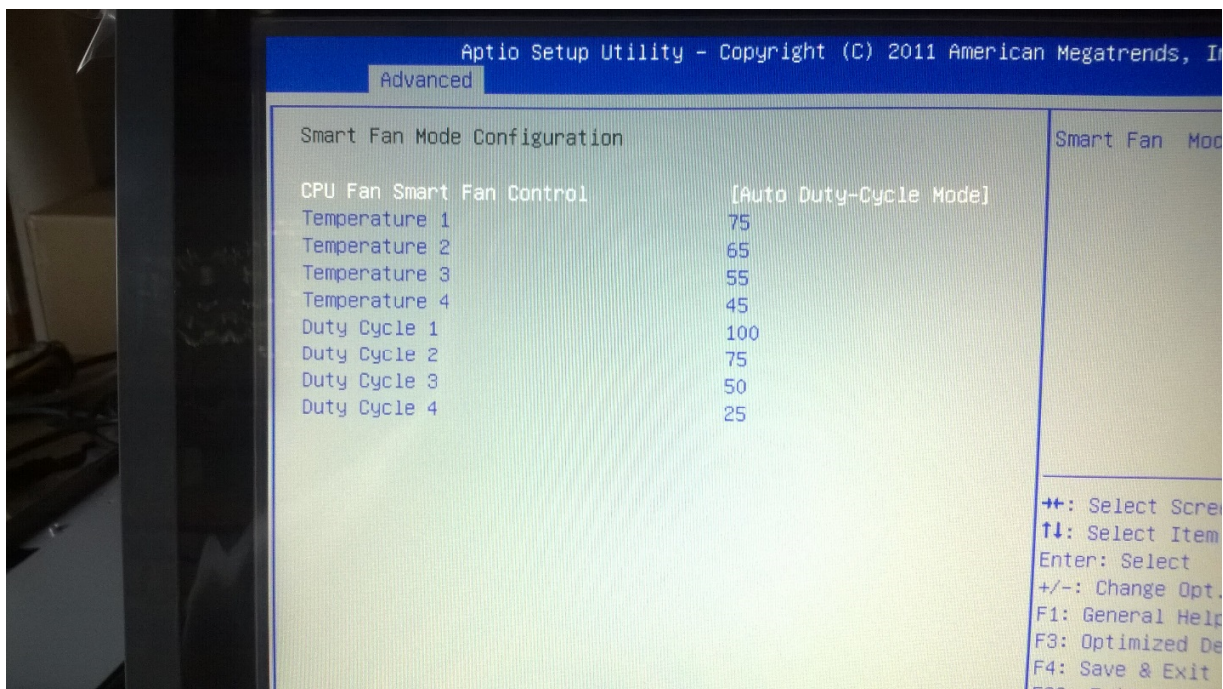 Aptio Setup Utility – Copyright (C) 2011 American Megatrends,
Advanced
Smart Fan Mode Configuration
CPU Fan Smart Fan Control [Auto Duty-Cycle Mode]
Temperature 1 75
Temperature 2 65
Temperature 3 55
Temperature 4 45
Duty Cycle 1 100
Duty Cycle 2 75
Duty Cycle 3 50
Duty Cycle 4 25
Smart Fan
→←: Select
↑↓: Select Item
Enter: Select
+/-: Change Opt.
F1: General Help
F3: Optimized
F4: Save & Exit